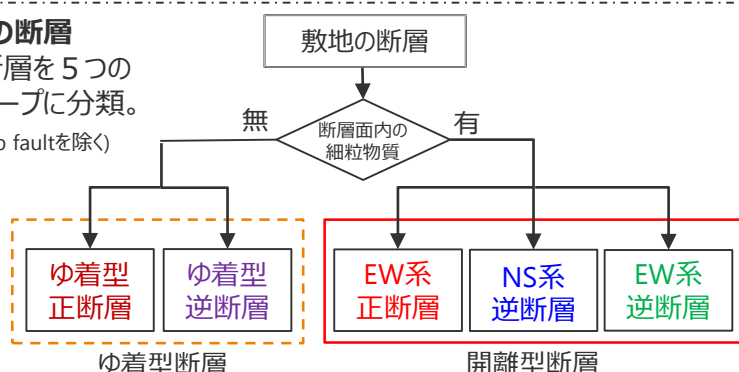 の断層
断層を５つの
ープに分類。
faultを除く)
敷地の断層
無
断層面内の
細粒物質
有
ゆ着型
正断層
ゆ着型
逆断層
EW系
正断層
NS系
逆断層
EW系
逆断層
ゆ着型断層
開離型断層